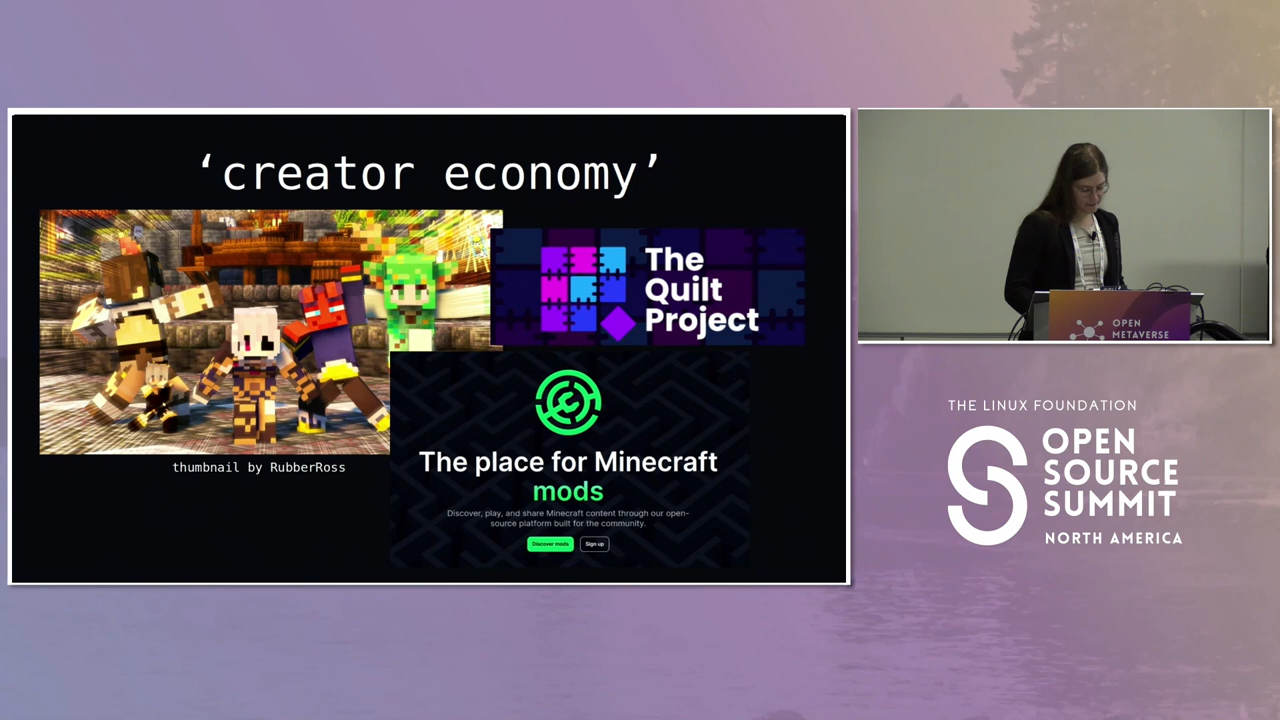 ‘creator economy’
The
Quilt
Project
The place for Minecraft
mods
Discover, play, and share Minecraft content through our open-
source platform built for the community.
Discover mods
Sign up
thumbnail by RubberRoss
OPEN
METAVERSE
THE LINUX FOUNDATION
OPEN
SOURCE
SUMMIT
NORTH AMERICA